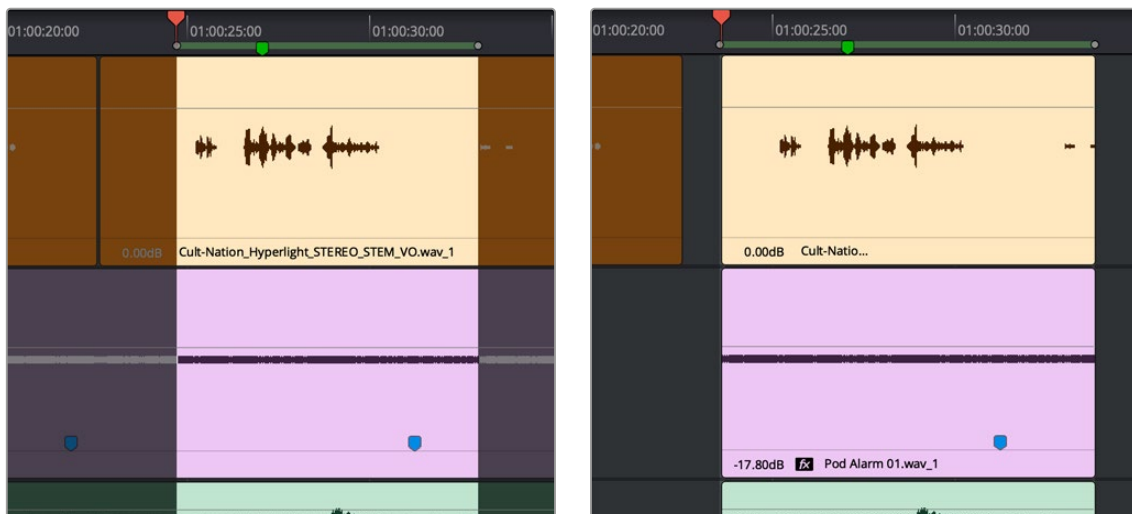 01:00:20:00 01:00:25:00 01:00:30:00
0.00dB Cult-Nation_Hyperlight_STEREO_STEM_VO.wav_1
01:00:20:00 01:00:25:00 01:00:30:00
0.00dB Cult-Natio...
-17.80dB fx Pod Alarm 01.wav_1